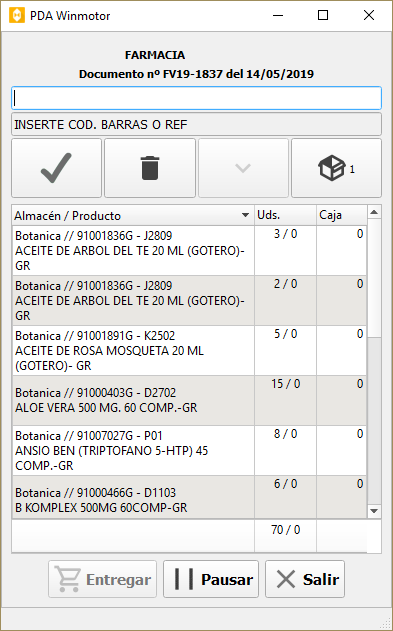 PDA Winmotor
FARMACIA
Documento nº FV19-1837 del 14/05/2019
INSERTE COD. BARRAS O REF
1
Almacén / Producto Uds. Caja
Botanica // 91001836G - J2809 3 / 0 0
ACEITE DE ARBOL DEL TE 20 ML (GOTERO)-
GR
Botanica // 91001836G - J2809 2 / 0 0
ACEITE DE ARBOL DEL TE 20 ML (GOTERO)-
GR
Botanica // 91001891G - K2502 5 / 0 0
ACEITE DE ROSA MOSQUETA 20 ML
(GOTERO)- GR
Botanica // 91000403G - D2702 15 / 0 0
ALOE VERA 500 MG. 60 COMP.-GR
Botanica // 91007027G - P01 8 / 0 0
ANSIO BEN (TRIPTOFANO 5-HTP) 45
COMP.-GR
Botanica // 91000466G - D1103 6 / 0 0
B KOMPLEX 500MG 60COMP-GR
70 / 0
Entregar Pausar Salir